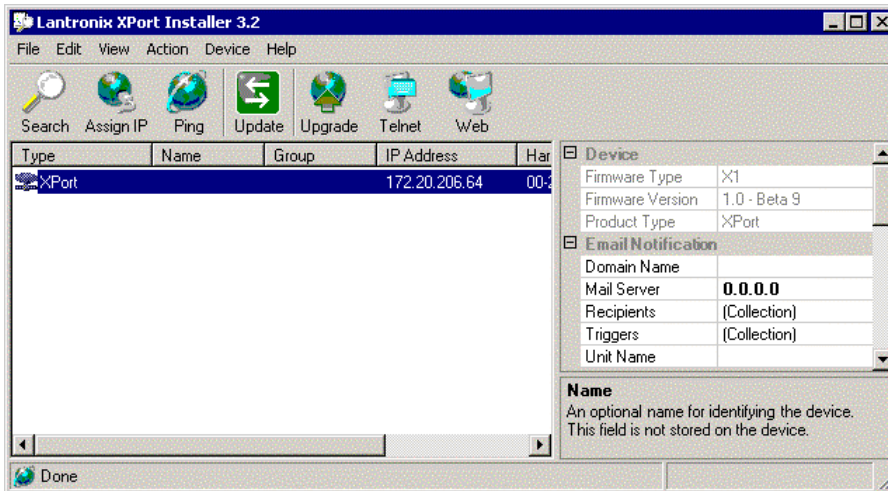 Lantronix XPort Installer 3.2
File Edit View Action Device Help
Search Assign IP Ping Update Upgrade Telnet Web
Type Name Group IP Address Har
XPort 172.20.206.64 00-2
Device
Firmware Type X1
Firmware Version 1.0 - Beta 9
Product Type XPort
Email Notification
Domain Name
Mail Server 0.0.0.0
Recipients (Collection)
Triggers (Collection)
Unit Name
Name
An optional name for identifying the device.
This field is not stored on the device.
Done